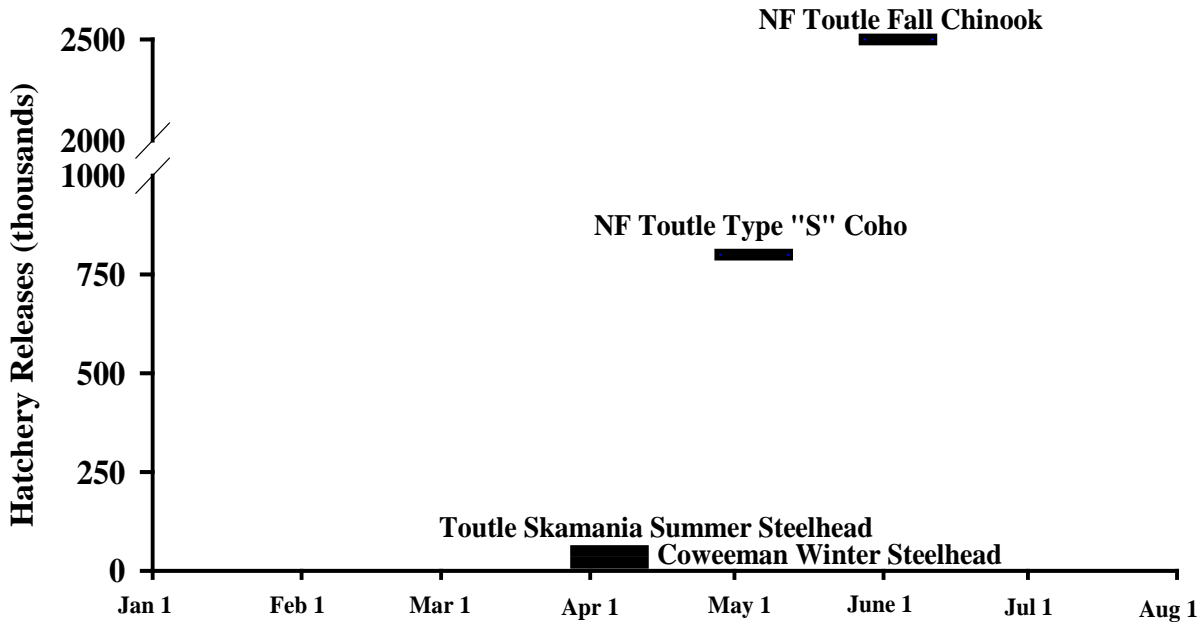 NF Toutle Fall Chinook
2500
2000
1000
NF Toutle Type "S" Coho
750
500
250
Toutle Skamania Summer Steelhead
Coweeman Winter Steelhead
0
Hatchery Releases (thousands)
Jan 1 Feb 1 Mar 1 Apr 1 May 1 June 1 Jul 1 Aug 1